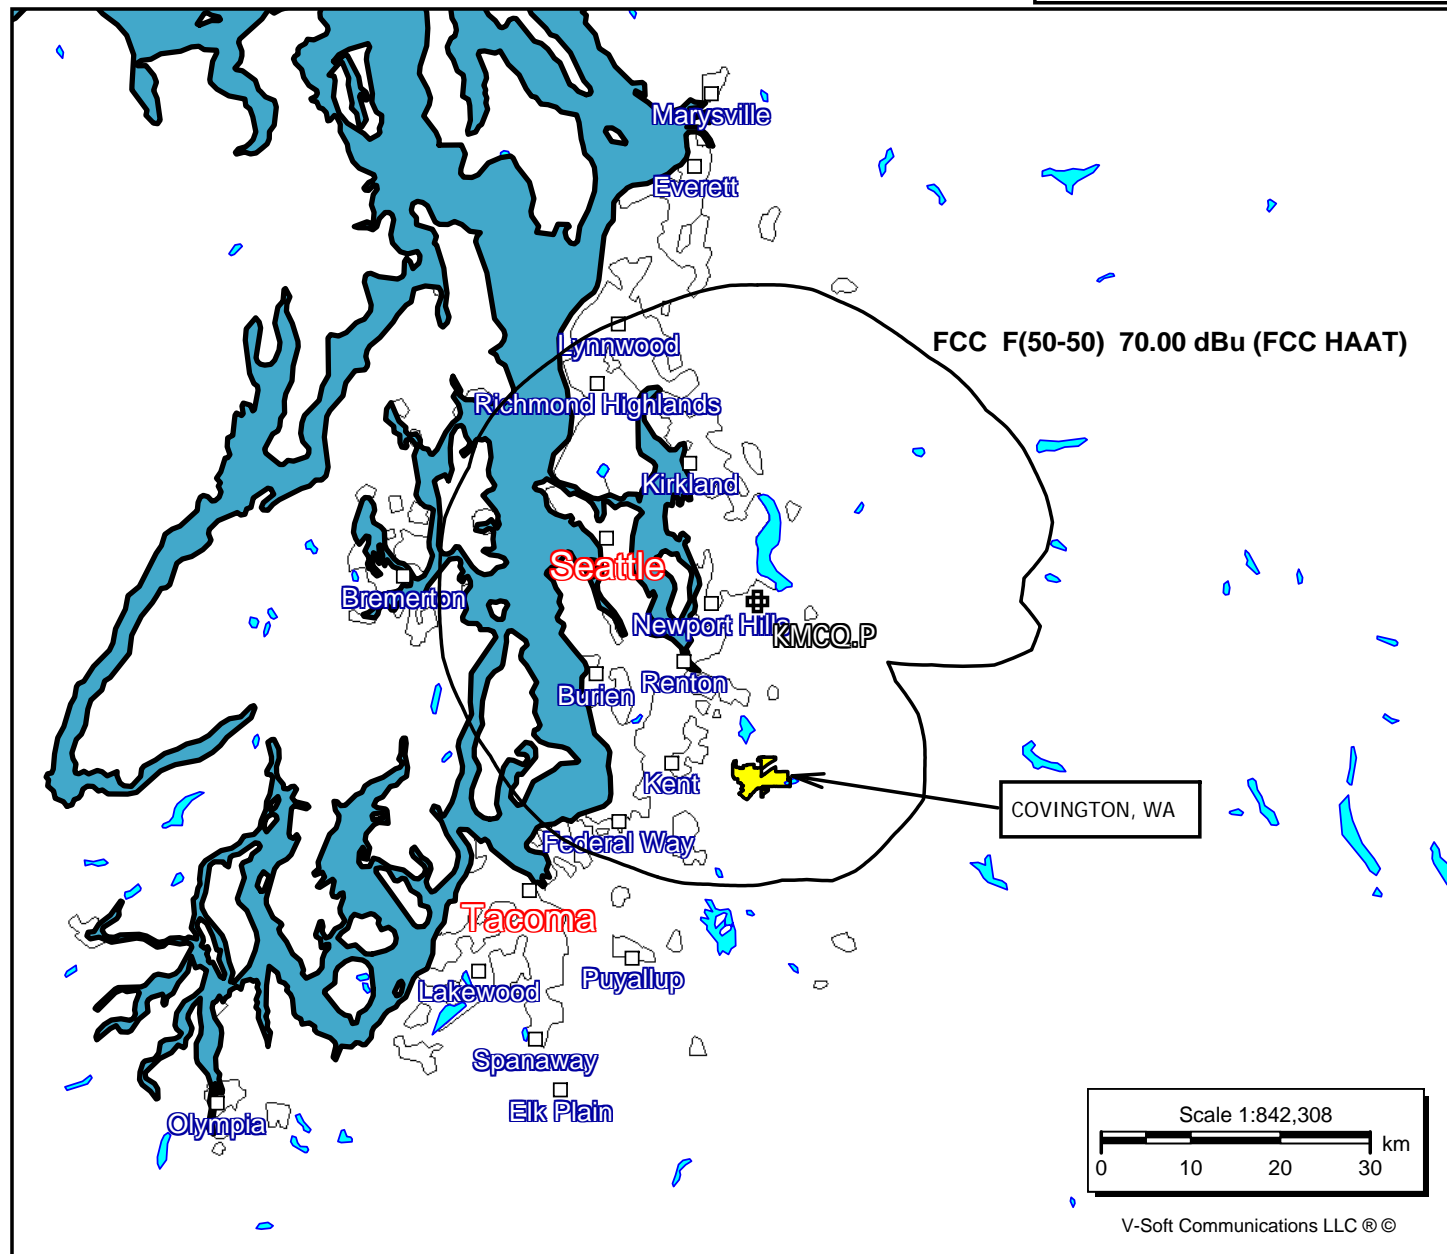 Marysville
Everett
FCC F(50-50) 70.00 dBu (FCC HAAT)
Lynnwood
Richmond Highlands
Kirkland
Seattle
Bremerton
Newport Hills
KMCQ.P
Renton
Burien
Kent
COVINGTON, WA
Federal Way
Tacoma
Puyallup
Lakewood
Spanaway
Elk Plain
Olympia
Scale 1:842,308
km
0 10 20 30
V-Soft Communications LLC ® ©